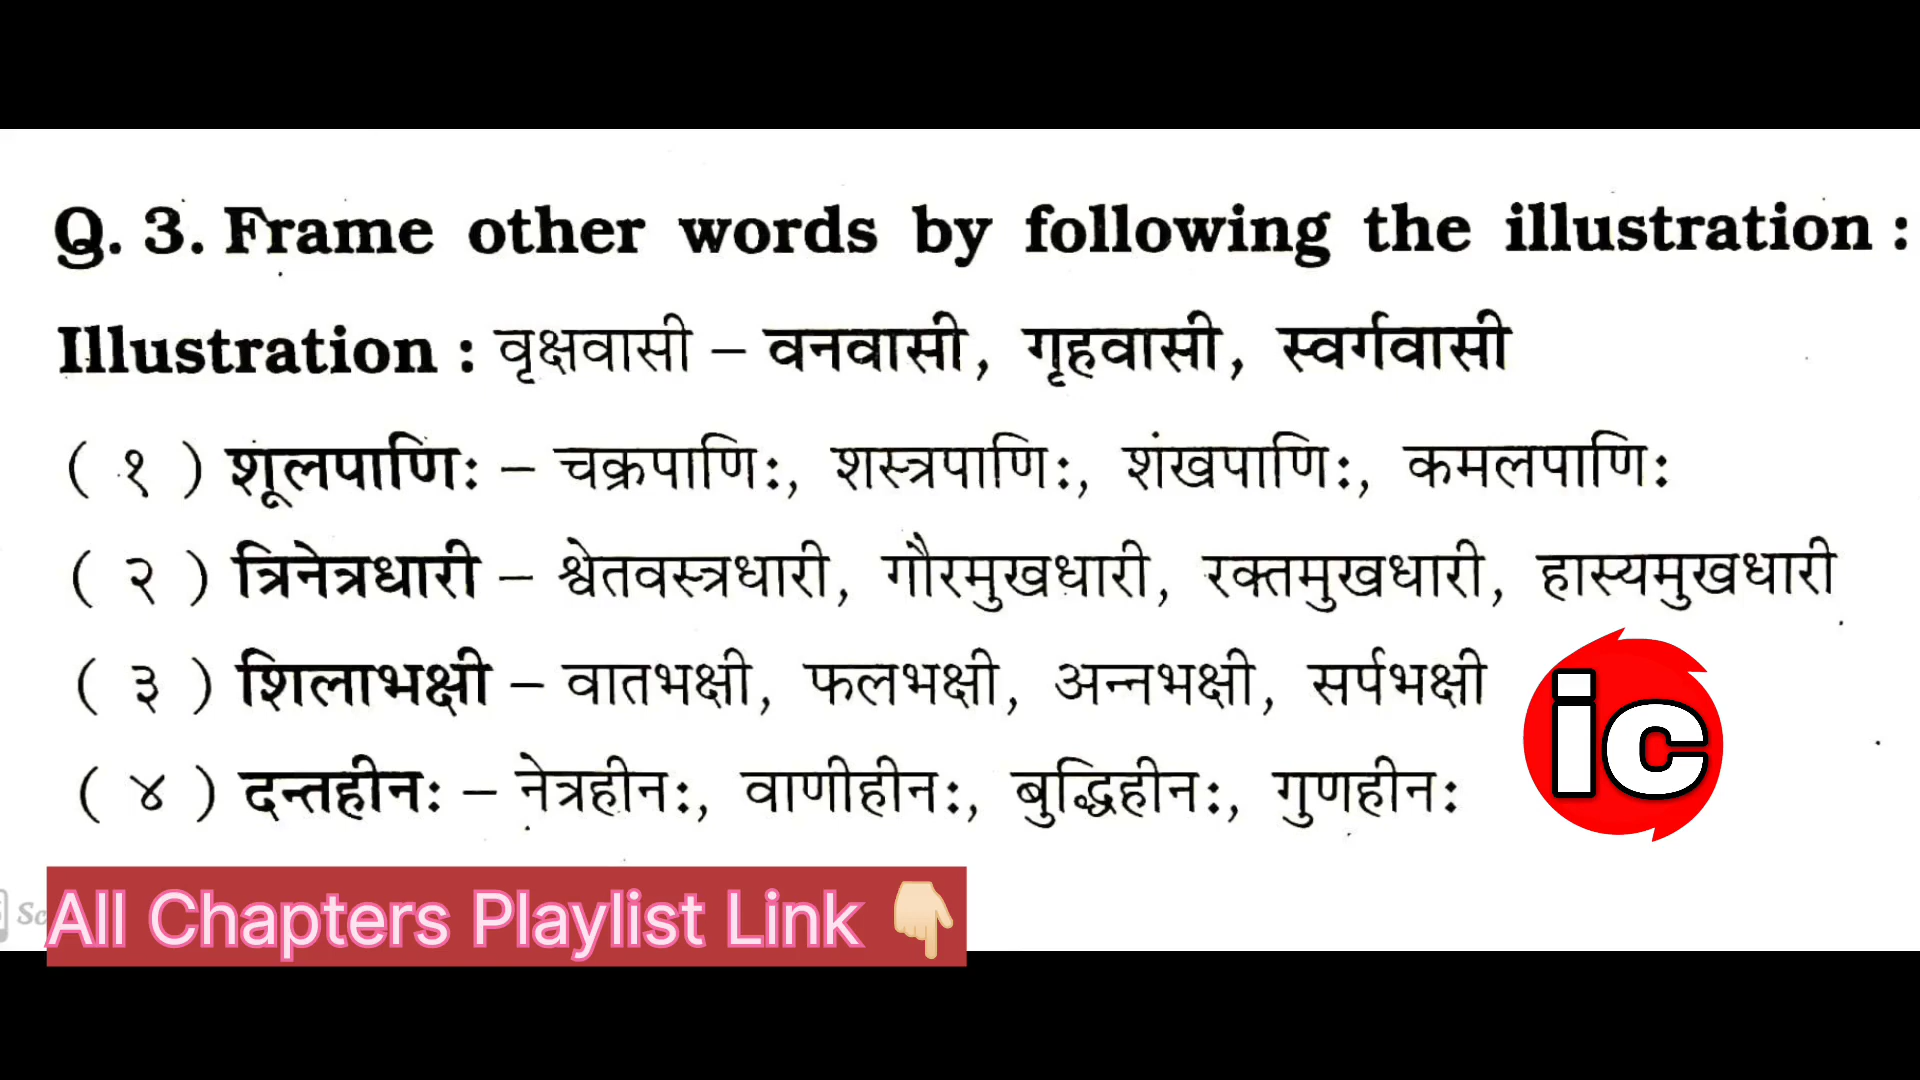 Q. 3. Frame other words by following the illustration :
Illustration : वृक्षवासी – वनवासी, गृहवासी, स्वर्गवासी
( १ ) शूलपाणिः – चक्रपाणिः, शस्त्रपाणिः, शंखपाणिः, कमलपाणिः
( २ ) त्रिनेत्रधारी – श्वेतवस्त्रधारी, गौरमुखधारी, रक्तमुखधारी, हास्यमुखधारी
( ३ ) शिलाभक्षी – वातभक्षी, फलभक्षी, अन्नभक्षी, सर्पभक्षी
ic
( ४ ) दन्तहीनः – नेत्रहीनः, वाणीहीनः, बुद्धिहीनः, गुणहीनः
All Chapters Playlist Link 👇